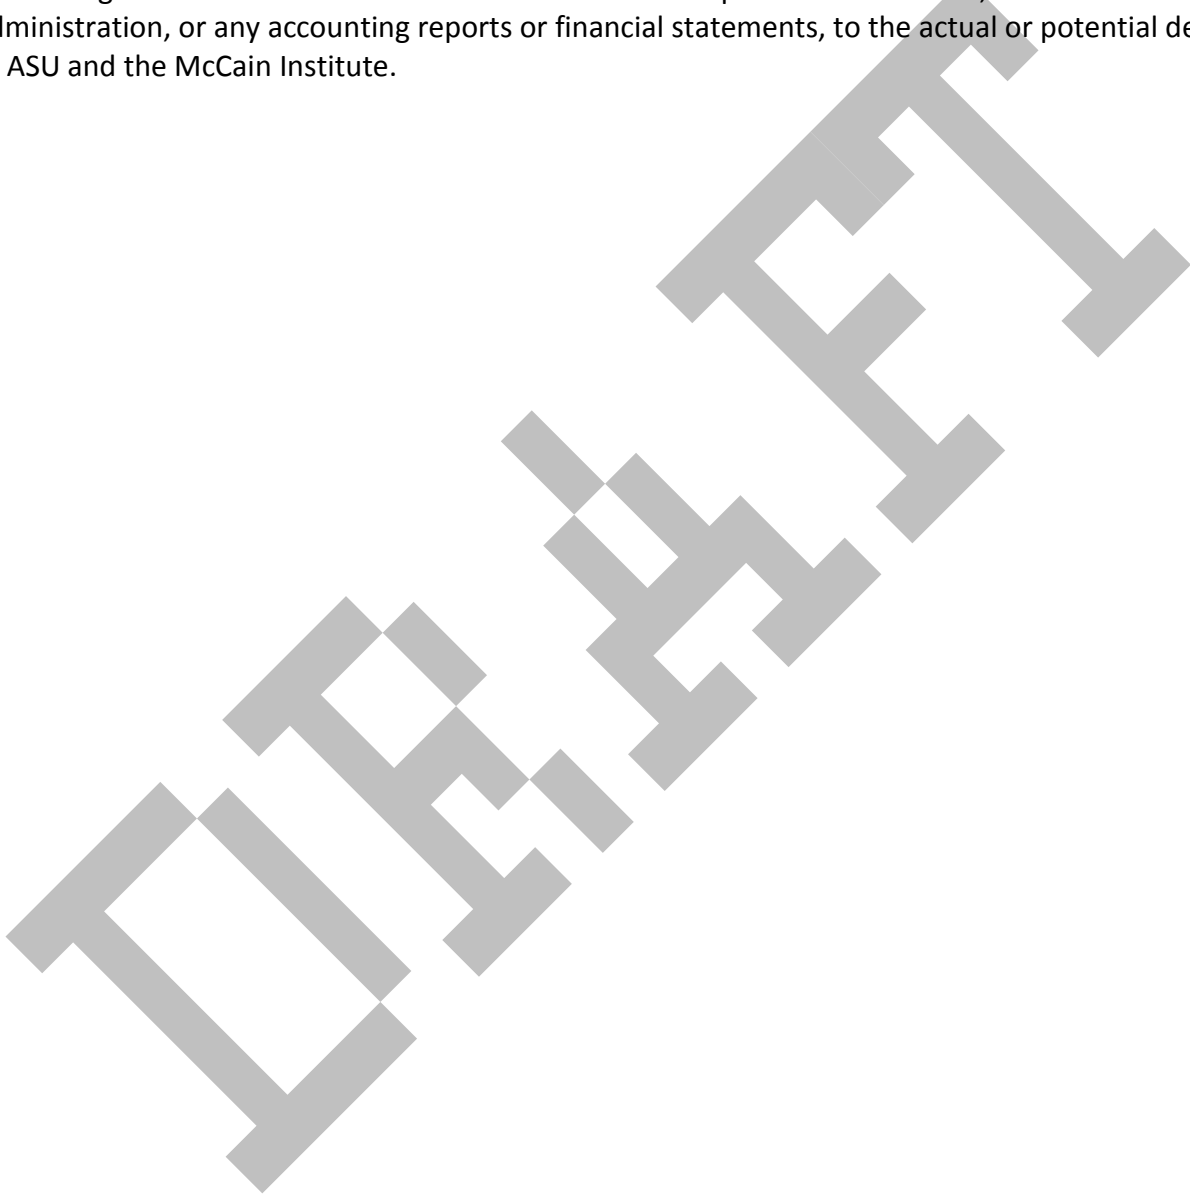 lministration, or any accounting reports or financial statements, to the actual or potential de
ASU and the McCain Institute.
DRAFT